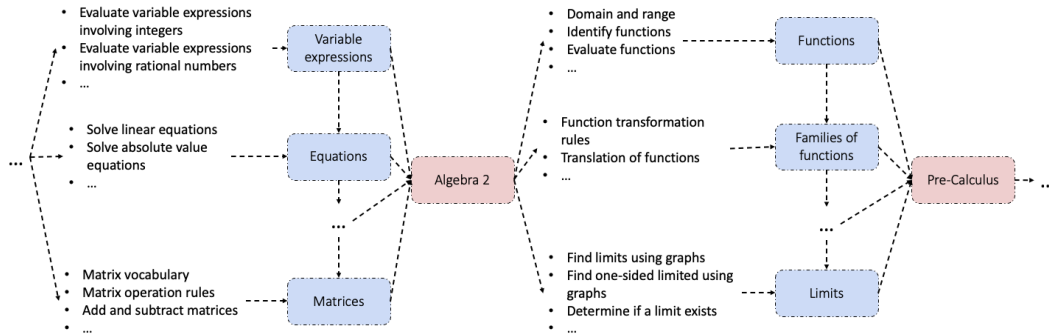 ...
• Evaluate variable expressions
involving integers
• Evaluate variable expressions
involving rational numbers
• ...
Variable
expressions
• Solve linear equations
• Solve absolute value
equations
• ...
Equations
...
• Matrix vocabulary
• Matrix operation rules
• Add and subtract matrices
• ...
Matrices
Algebra 2
• Domain and range
• Identify functions
• Evaluate functions
• ...
Functions
• Function transformation
rules
• Translation of functions
• ...
Families of
functions
...
• Find limits using graphs
• Find one-sided limited using
graphs
• Determine if a limit exists
• ...
Limits
Pre-Calculus
...